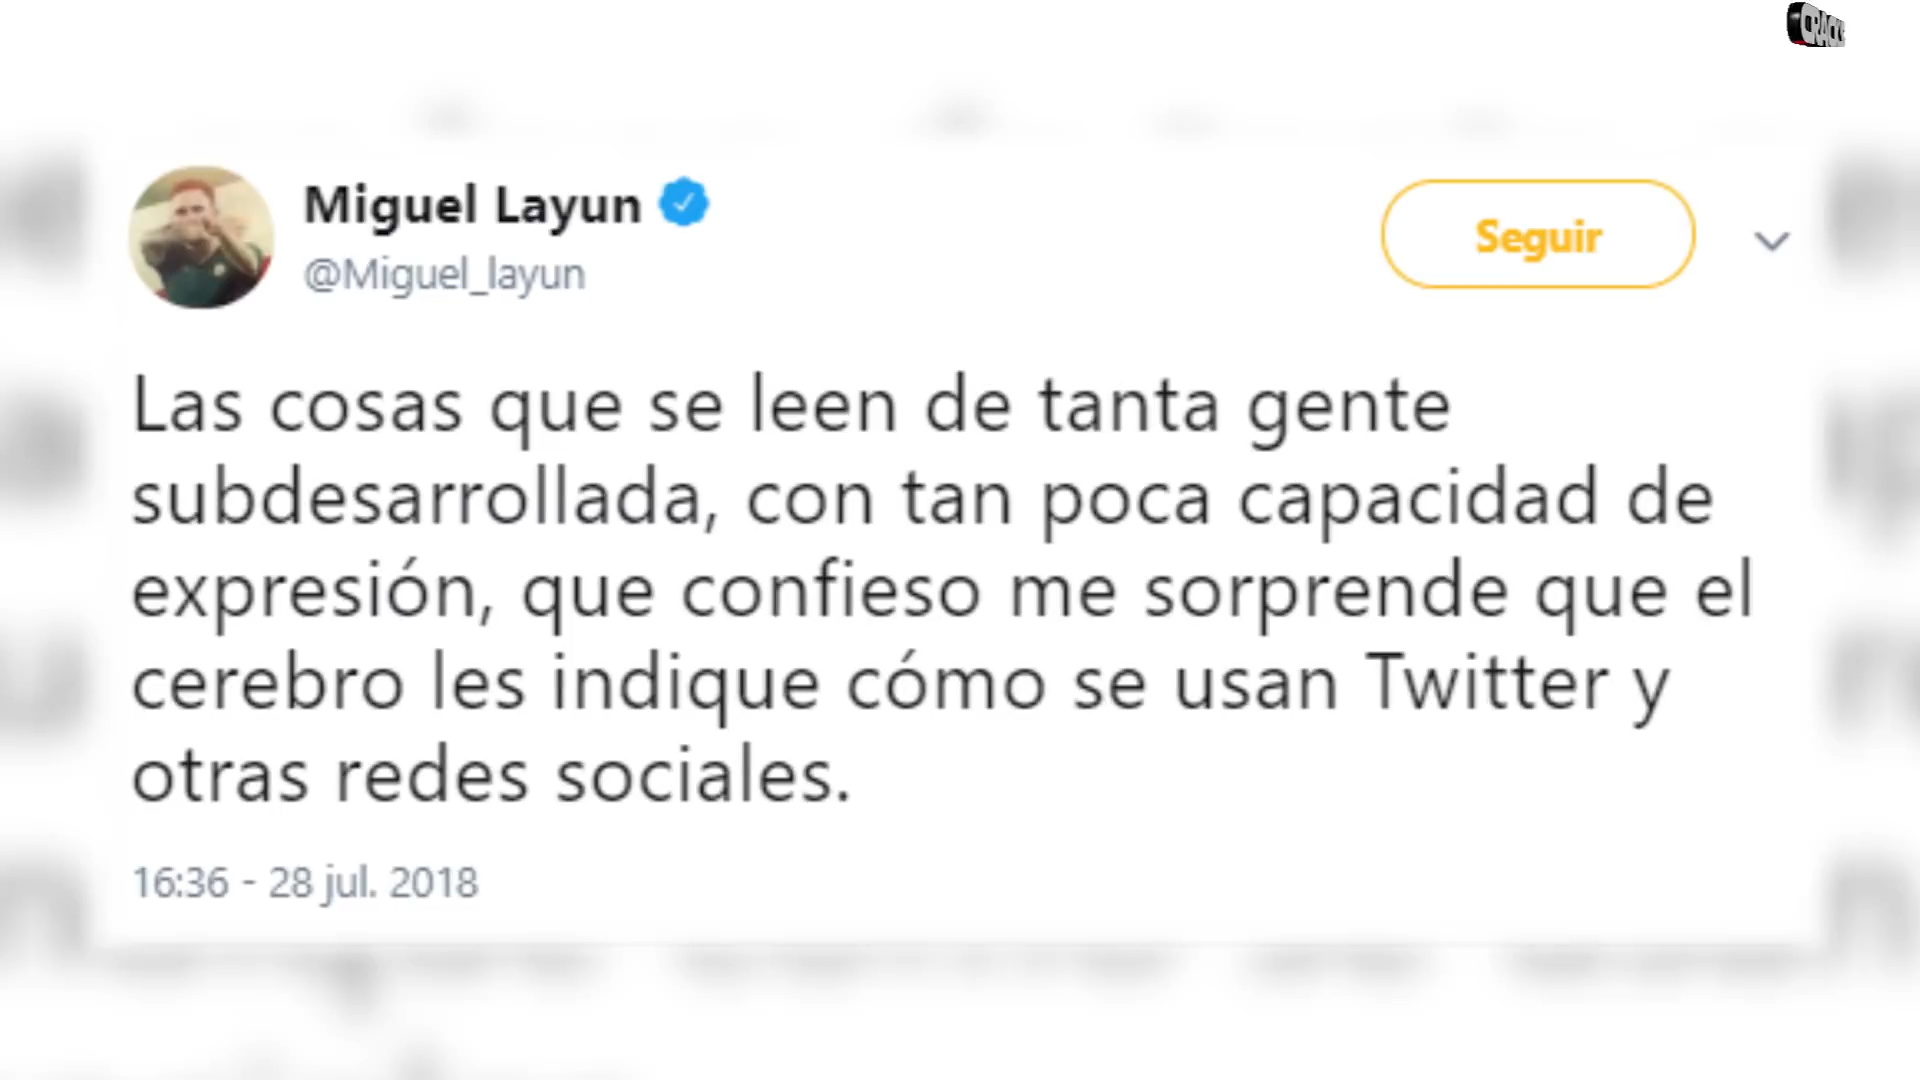 CRACKS
Miguel Layun
@Miguel_layun
Seguir
Las cosas que se leen de tanta gente
subdesarrollada, con tan poca capacidad de
expresión, que confieso me sorprende que el
cerebro les indique cómo se usan Twitter y
otras redes sociales.
16:36 - 28 jul. 2018